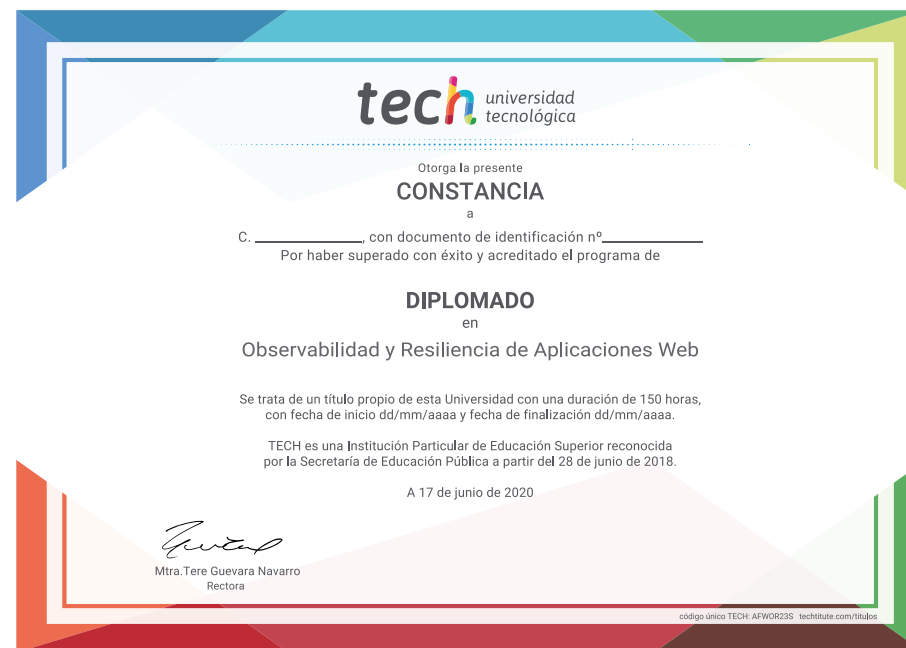 tech universidad
tecnológica
Otorga la presente
CONSTANCIA
a
C. ____________, con documento de identificación nº____________
Por haber superado con éxito y acreditado el programa de
DIPLOMADO
en
Observabilidad y Resiliencia de Aplicaciones Web
Se trata de un título propio de esta Universidad con una duración de 150 horas,
con fecha de inicio dd/mm/aaaa y fecha de finalización dd/mm/aaaa.
TECH es una Institución Particular de Educación Superior reconocida
por la Secretaría de Educación Pública a partir del 28 de junio de 2018.
A 17 de junio de 2020
Mtra.Tere Guevara Navarro
Rectora
código único TECH: AFWOR23S techtitute.com/titulos